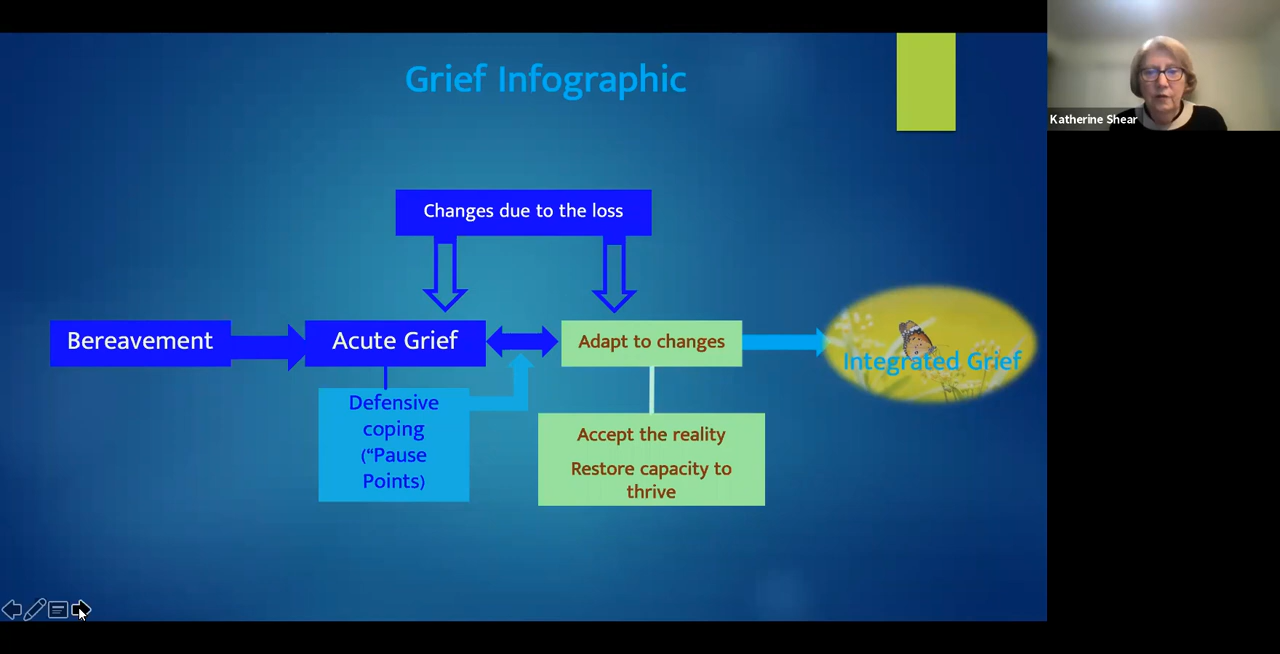 Grief Infographic
Katherine Shear
Changes due to the loss
Bereavement
Acute Grief
Adapt to changes
Integrated Grief
Defensive
coping
(“Pause
Points)
Accept the reality
Restore capacity to
thrive